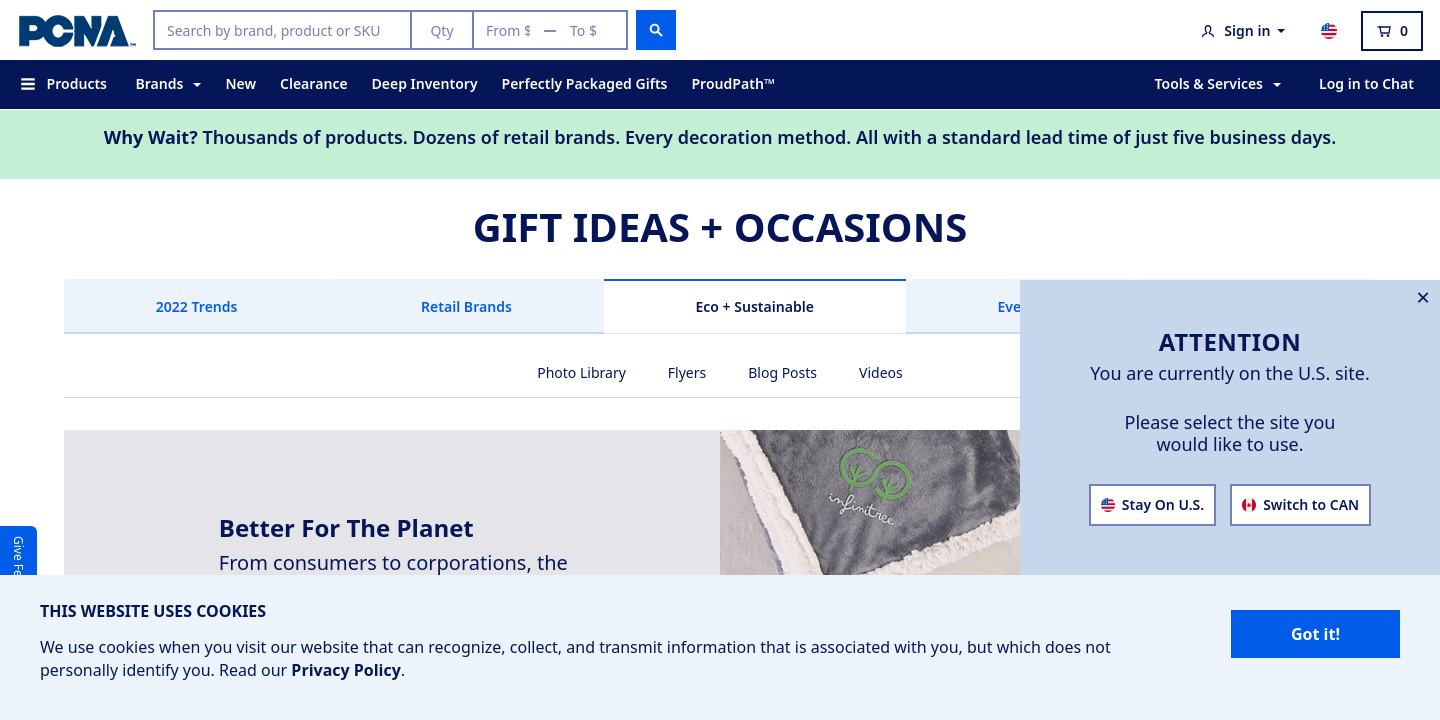 PCNA™
Search by brand, product or SKU
Qty
From $ — To $
Sign in
0
Products
Brands
New
Clearance
Deep Inventory
Perfectly Packaged Gifts
ProudPath™
Tools & Services
Log in to Chat
Why Wait? Thousands of products. Dozens of retail brands. Every decoration method. All with a standard lead time of just five business days.
GIFT IDEAS + OCCASIONS
2022 Trends
Retail Brands
Eco + Sustainable
Photo Library
Flyers
Blog Posts
Videos
ATTENTION
You are currently on the U.S. site.
Please select the site you
would like to use.
Stay On U.S.
Switch to CAN
infinitree
Better For The Planet
From consumers to corporations, the
Give
THIS WEBSITE USES COOKIES
We use cookies when you visit our website that can recognize, collect, and transmit information that is associated with you, but which does not
personally identify you. Read our Privacy Policy.
Got it!